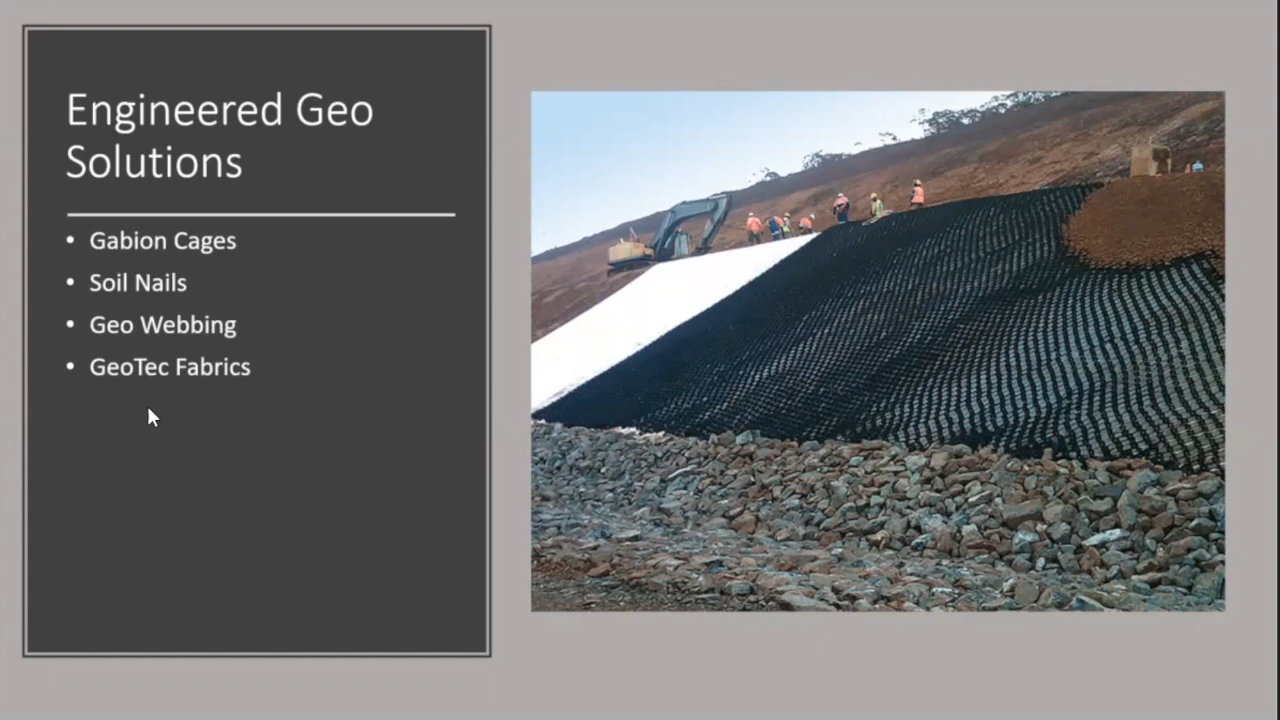 Engineered Geo
Solutions
• Gabion Cages
• Soil Nails
• Geo Webbing
• GeoTec Fabrics